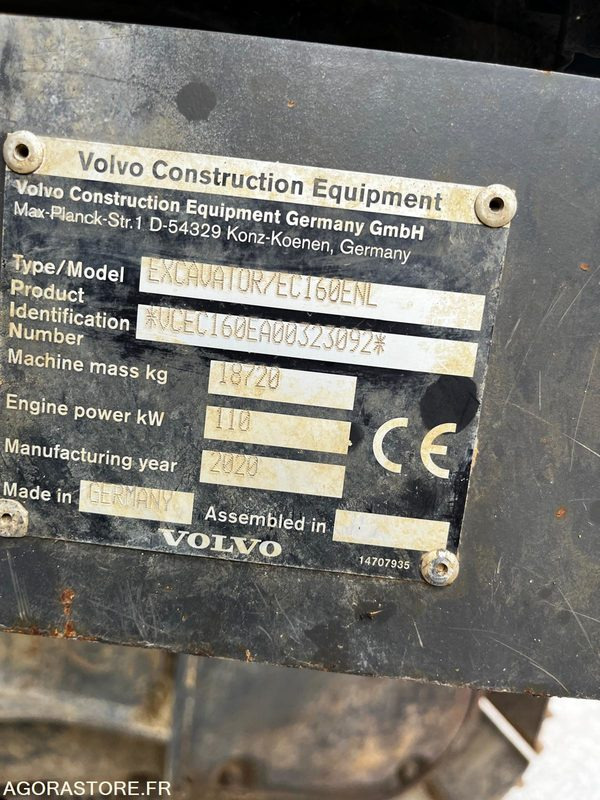 Volvo Construction Equipment
Volvo Construction Equipment Germany GmbH
Max-Planck-Str.1 D-54329 Konz-Koenen, Germany
Type/Model EXCAVATOR/EC160ENL
Product
Identification *VCEC160EA00323092*
Number
Machine mass kg 18720
Engine power kW 110
Manufacturing year 2020
CE
Made in GERMANY Assembled in
VOLVO
14707935
AGORASTORE.FR